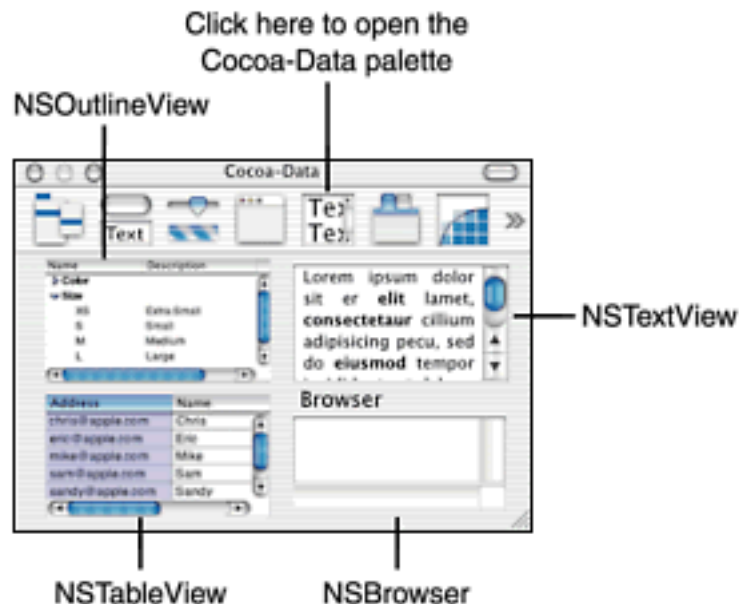 Click here to open the
Cocoa-Data palette
NSOutlineView
Cocoa-Data
Text
Tex
Tex
Name Description
Color
Size
XS Extra Small
S Small
M Medium
L Large
Lorem ipsum dolor
sit er elit lamet,
consectetaur cillium
adipisicing pecu, sed
do eiusmod tempor
NSTextView
Address Name
chris@apple.com Chris
eric@apple.com Eric
mike@apple.com Mike
sam@apple.com Sam
sandy@apple.com Sandy
Browser
NSTableView
NSBrowser